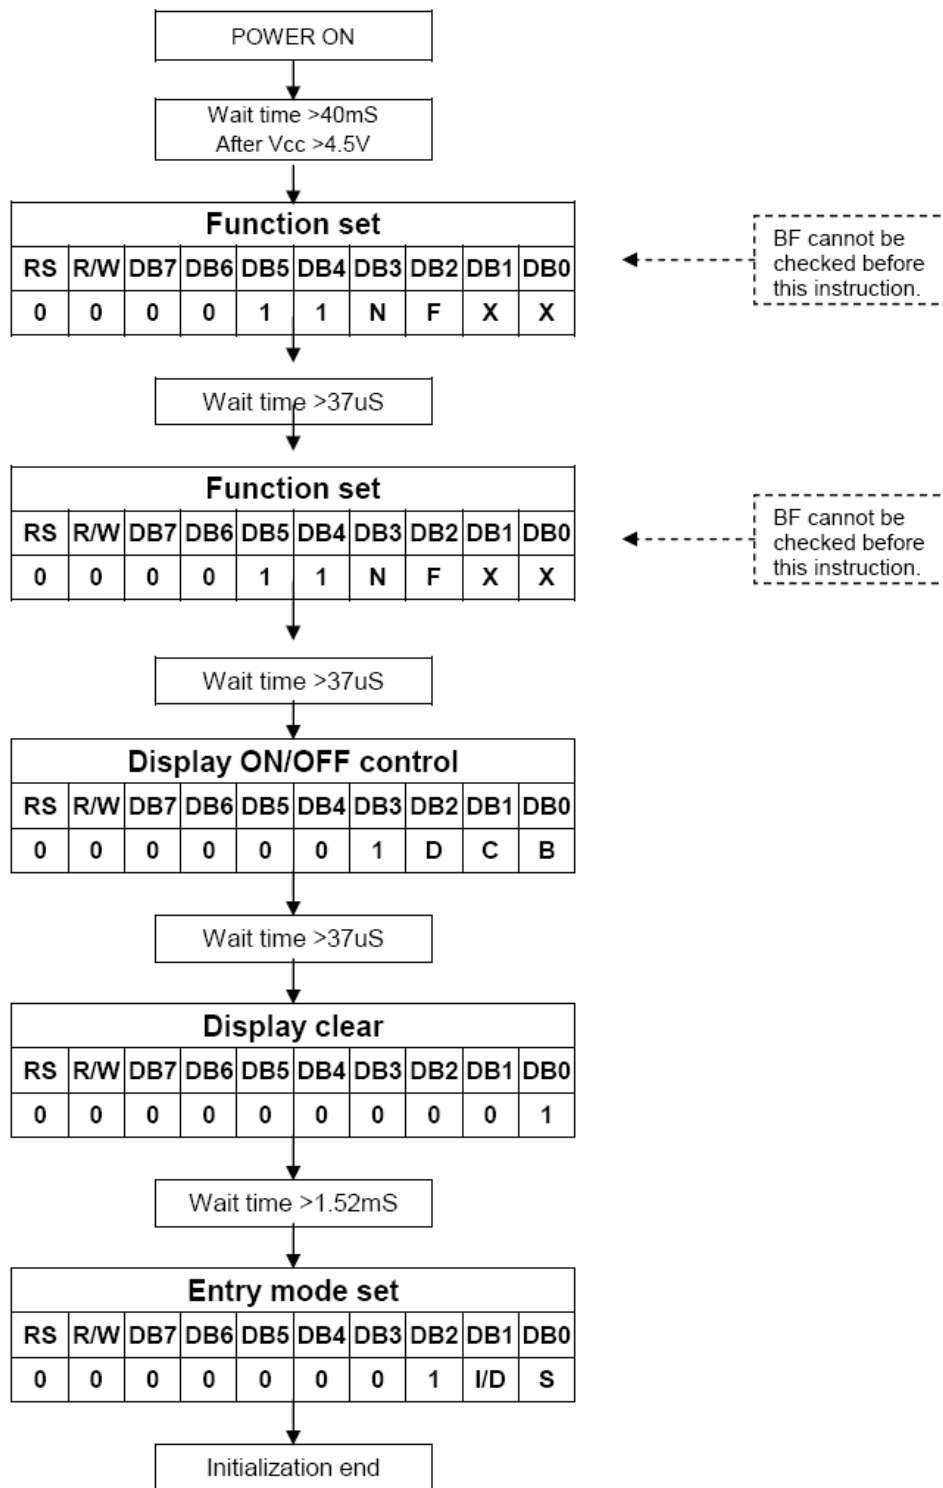 POWER ON
Wait time >40mS
After Vcc >4.5V
Function set
RS R/W DB7 DB6 DB5 DB4 DB3 DB2 DB1 DB0
0 0 0 0 1 1 N F X X
BF cannot be
checked before
this instruction.
Wait time >37uS
Function set
RS R/W DB7 DB6 DB5 DB4 DB3 DB2 DB1 DB0
0 0 0 0 1 1 N F X X
BF cannot be
checked before
this instruction.
Wait time >37uS
Display ON/OFF control
RS R/W DB7 DB6 DB5 DB4 DB3 DB2 DB1 DB0
0 0 0 0 0 0 1 D C B
Wait time >37uS
Display clear
RS R/W DB7 DB6 DB5 DB4 DB3 DB2 DB1 DB0
0 0 0 0 0 0 0 0 0 1
Wait time >1.52mS
Entry mode set
RS R/W DB7 DB6 DB5 DB4 DB3 DB2 DB1 DB0
0 0 0 0 0 0 0 1 I/D S
Initialization end